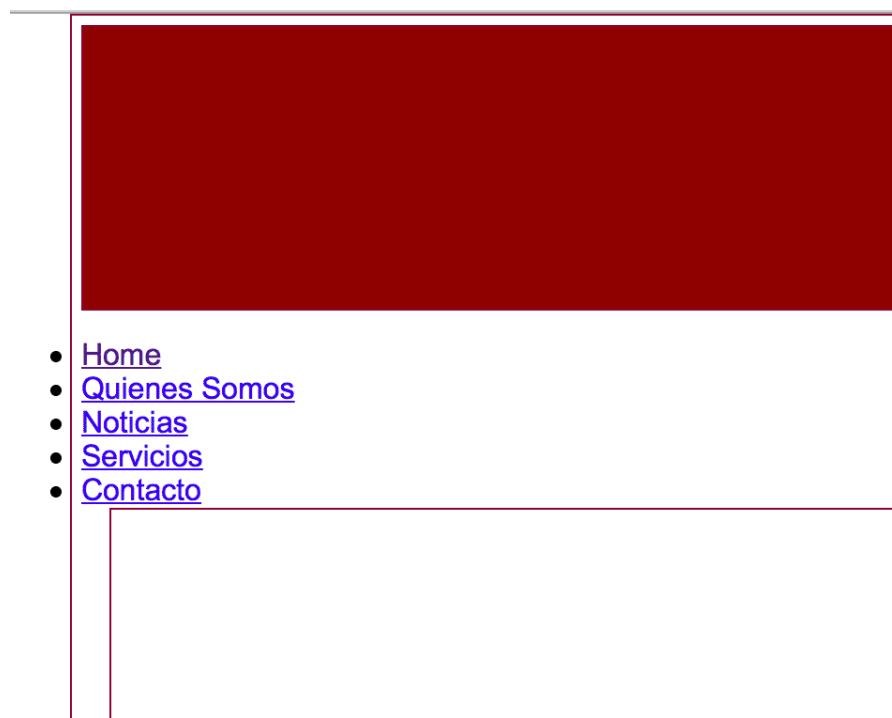 Home
Quienes Somos
Noticias
Servicios
Contacto